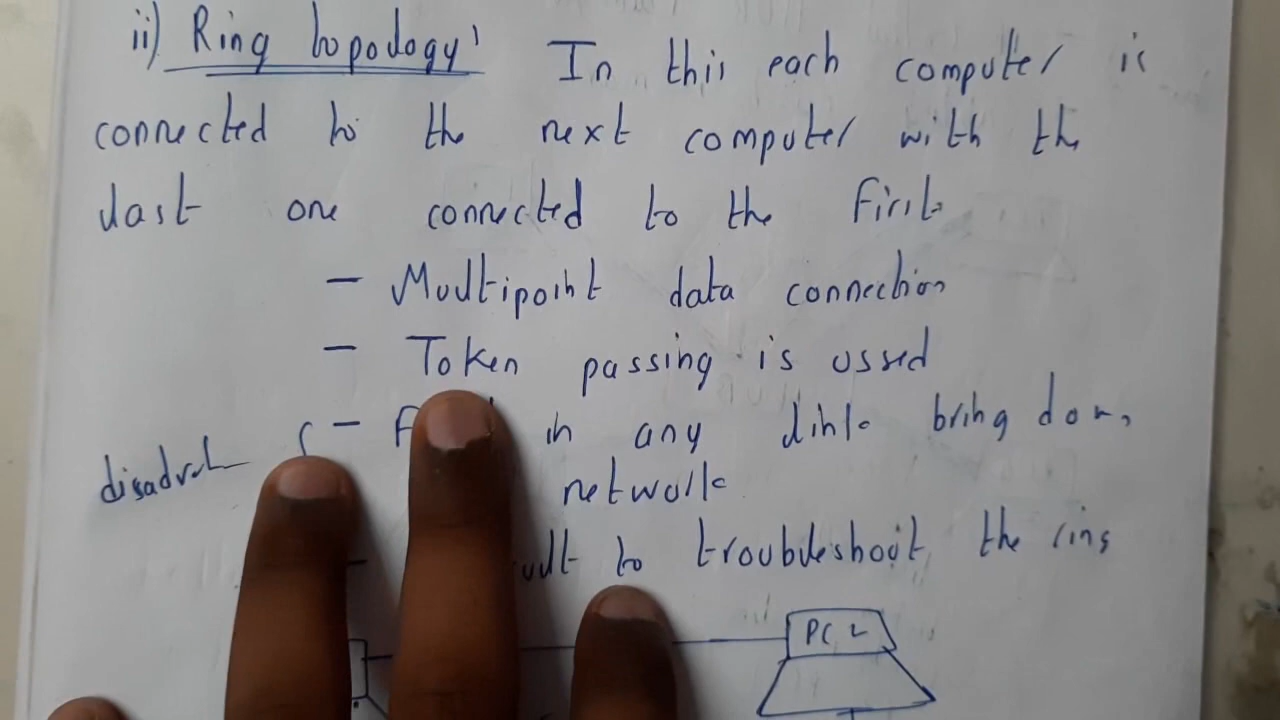 ii) Ring topology
In this each computer is
connected to the next computer with the
last one connected to the first.
– Multipoint data connection
– Token passing is ussed
– in any link bring down
network
to troubleshoot the ring
PC 2